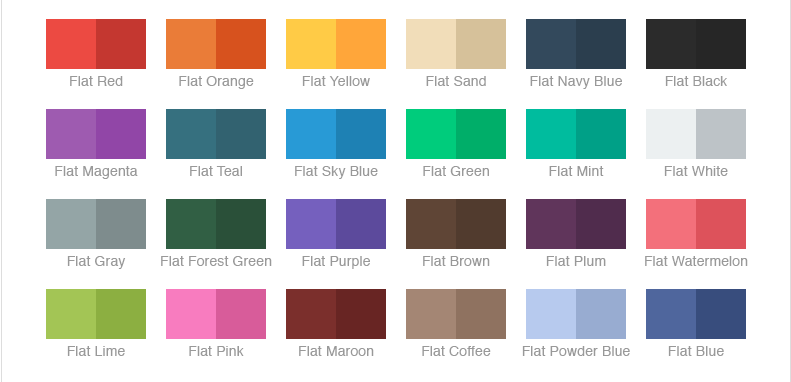 Flat Red
Flat Orange
Flat Yellow
Flat Sand
Flat Navy Blue
Flat Black
Flat Magenta
Flat Teal
Flat Sky Blue
Flat Green
Flat Mint
Flat White
Flat Gray
Flat Forest Green
Flat Purple
Flat Brown
Flat Plum
Flat Watermelon
Flat Lime
Flat Pink
Flat Maroon
Flat Coffee
Flat Powder Blue
Flat Blue